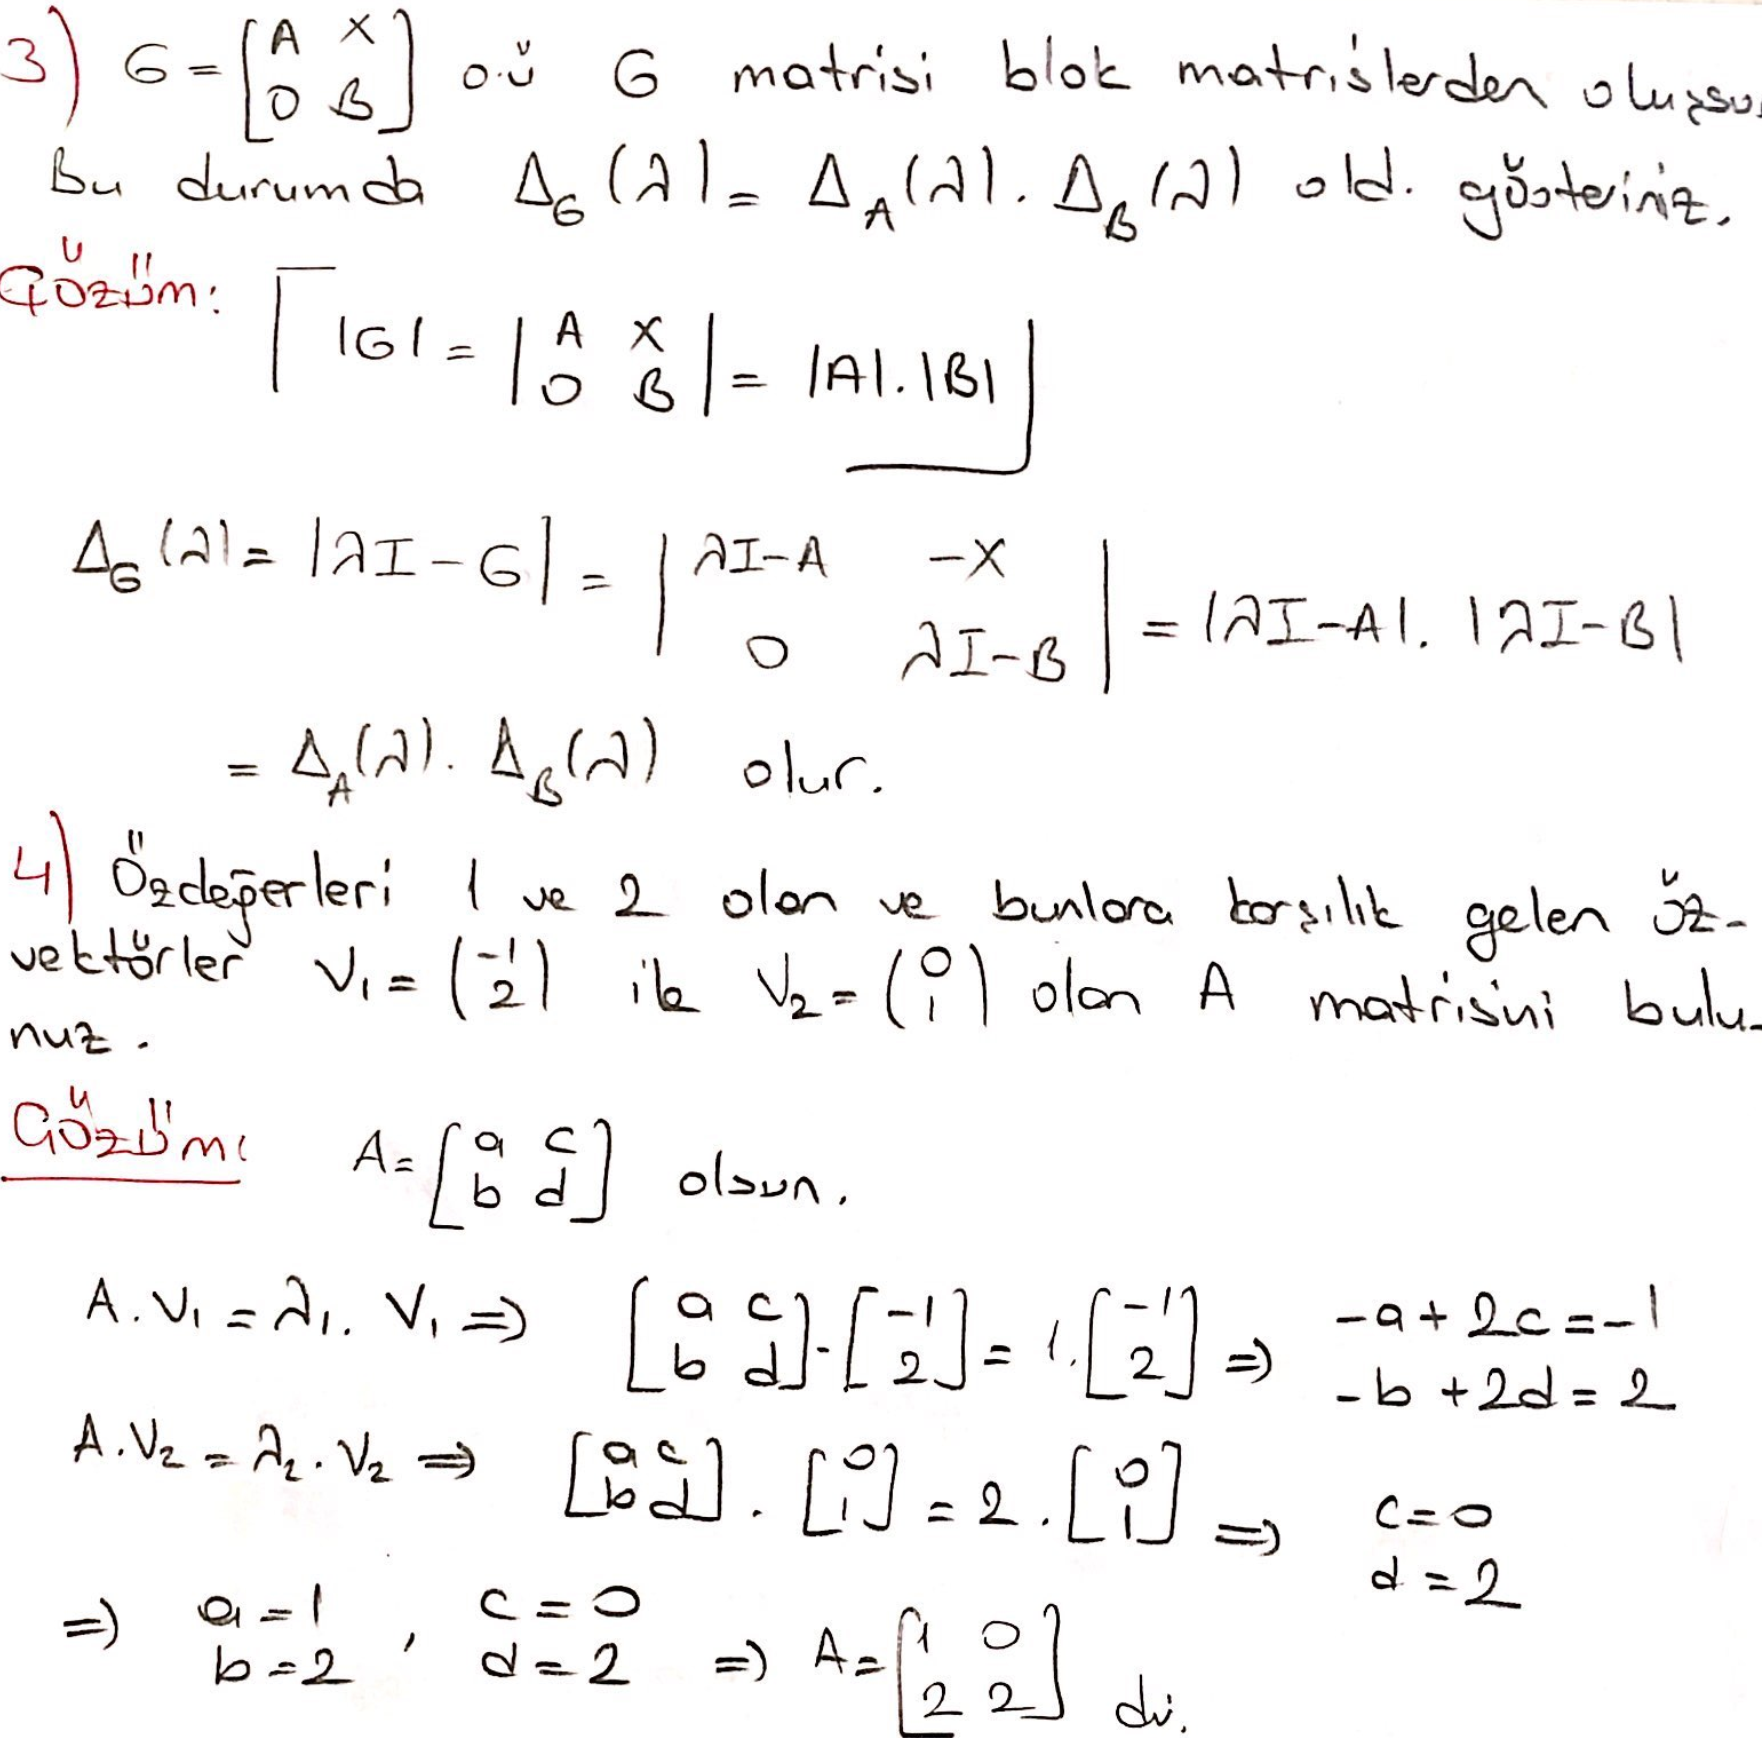 3) G = [A X; 0 B] o.ü G matrisi blok matrislerden oluşsu
Bu durumda Δ_G(λ) = Δ_A(λ) . Δ_B(λ) old. gösteriniz.
Çözüm: |G| = |A X; 0 B| = |A|.|B|
Δ_G(λ) = |λI-G| = |λI-A -X; 0 λI-B| = |λI-A|. |λI-B|
= Δ_A(λ). Δ_B(λ) olur.
4) Özdeğerleri 1 ve 2 olan ve bunlara karşılık gelen öz-
vektörler V₁ = (-1; 2) ile V₂ = (0; 1) olan A matrisini bulu-
nuz.
Çözüm: A = [a c; b d] olsun.
A.V₁ = λ₁. V₁ ⇒ [a c; b d].[-1; 2] = 1.[-1; 2] ⇒ -a + 2c = -1
-b + 2d = 2
A.V₂ = λ₂. V₂ ⇒ [a c; b d] . [0; 1] = 2 . [0; 1] ⇒ c = 0
d = 2
⇒ a = 1 b = 2 , c = 0 d = 2 ⇒ A = [1 0; 2 2] dir.